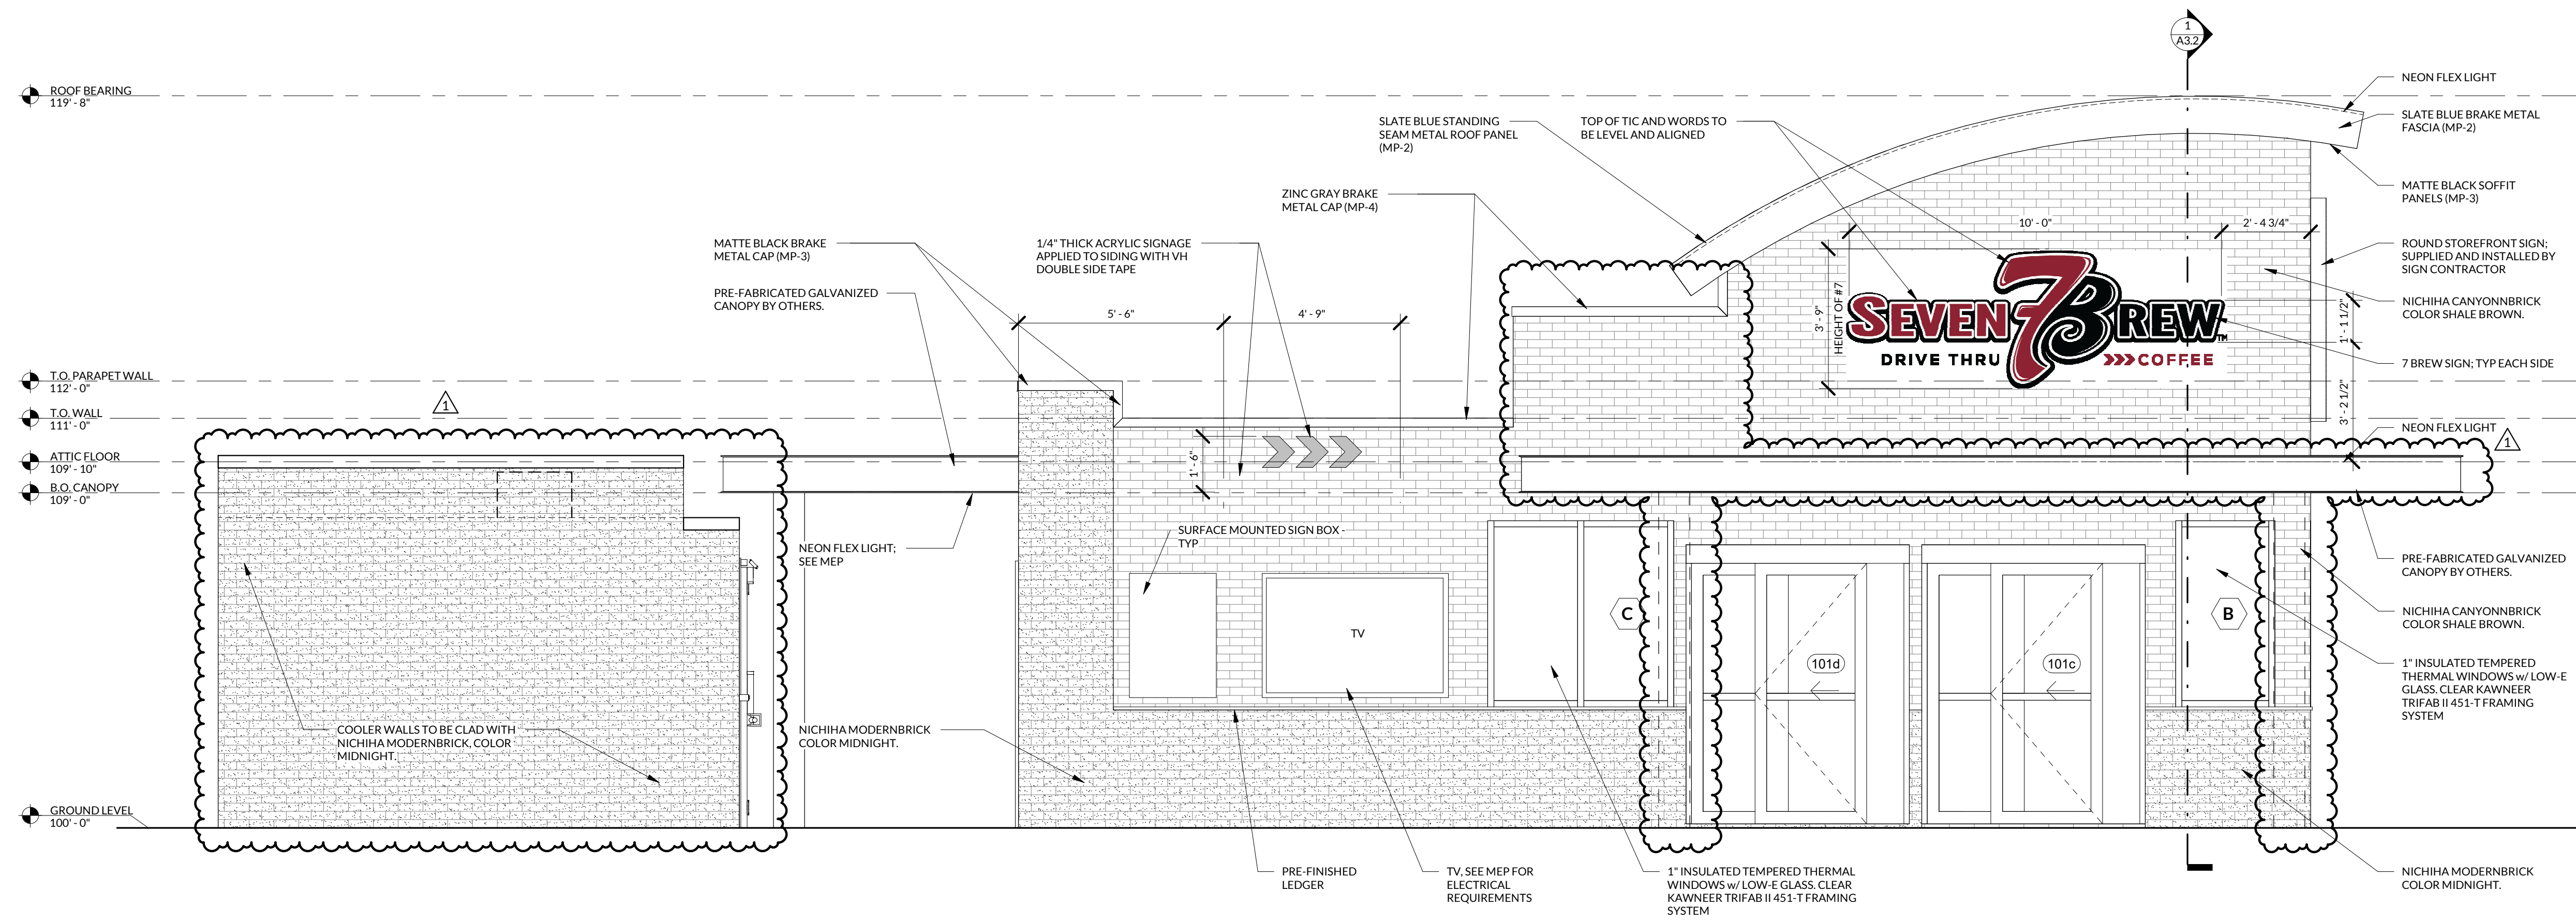 1
A3.2
ROOF BEARING
119' - 8"
T.O. PARAPET WALL
112' - 0"
T.O. WALL
111' - 0"
ATTIC FLOOR
109' - 10"
B.O. CANOPY
109' - 0"
GROUND LEVEL
100' - 0"
1
COOLER WALLS TO BE CLAD WITH
NICHIHA MODERNBRICK, COLOR
MIDNIGHT.
MATTE BLACK BRAKE
METAL CAP (MP-3)
PRE-FABRICATED GALVANIZED
CANOPY BY OTHERS.
NEON FLEX LIGHT;
SEE MEP
NICHIHA MODERNBRICK
COLOR MIDNIGHT.
1/4" THICK ACRYLIC SIGNAGE
APPLIED TO SIDING WITH VH
DOUBLE SIDE TAPE
5' - 6"
4' - 9"
1' - 6"
SURFACE MOUNTED SIGN BOX -
TYP
TV
ZINC GRAY BRAKE
METAL CAP (MP-4)
SLATE BLUE STANDING
SEAM METAL ROOF PANEL
(MP-2)
TOP OF TIC AND WORDS TO
BE LEVEL AND ALIGNED
10' - 0"
2' - 4 3/4"
3' - 9"
HEIGHT OF #7
SEVEN 7 BREW™
DRIVE THRU
COFFEE
1' - 1 1/2"
3' - 2 1/2"
C
101d
101c
B
PRE-FINISHED
LEDGER
TV, SEE MEP FOR
ELECTRICAL
REQUIREMENTS
1" INSULATED TEMPERED THERMAL
WINDOWS w/ LOW-E GLASS. CLEAR
KAWNEER TRIFAB II 451-T FRAMING
SYSTEM
NEON FLEX LIGHT
SLATE BLUE BRAKE METAL
FASCIA (MP-2)
MATTE BLACK SOFFIT
PANELS (MP-3)
ROUND STOREFRONT SIGN;
SUPPLIED AND INSTALLED BY
SIGN CONTRACTOR
NICHIHA CANYONNBRICK
COLOR SHALE BROWN.
7 BREW SIGN; TYP EACH SIDE
NEON FLEX LIGHT
1
PRE-FABRICATED GALVANIZED
CANOPY BY OTHERS.
NICHIHA CANYONNBRICK
COLOR SHALE BROWN.
1" INSULATED TEMPERED
THERMAL WINDOWS w/ LOW-E
GLASS. CLEAR KAWNEER
TRIFAB II 451-T FRAMING
SYSTEM
NICHIHA MODERNBRICK
COLOR MIDNIGHT.